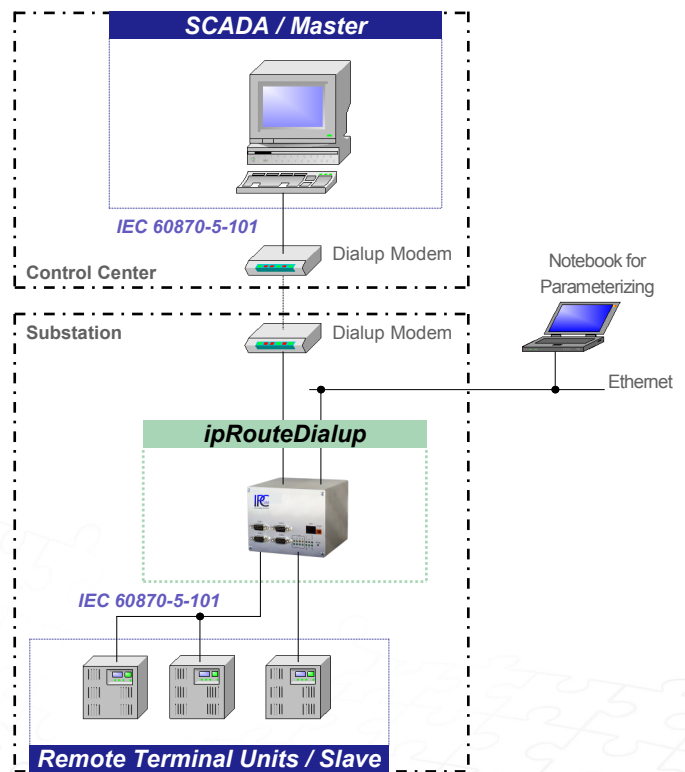 SCADA / Master
IEC 60870-5-101
Dialup Modem
Control Center
Notebook for
Parameterizing
Substation
Dialup Modem
Ethernet
ipRouteDialup
IPC
IEC 60870-5-101
Remote Terminal Units / Slave